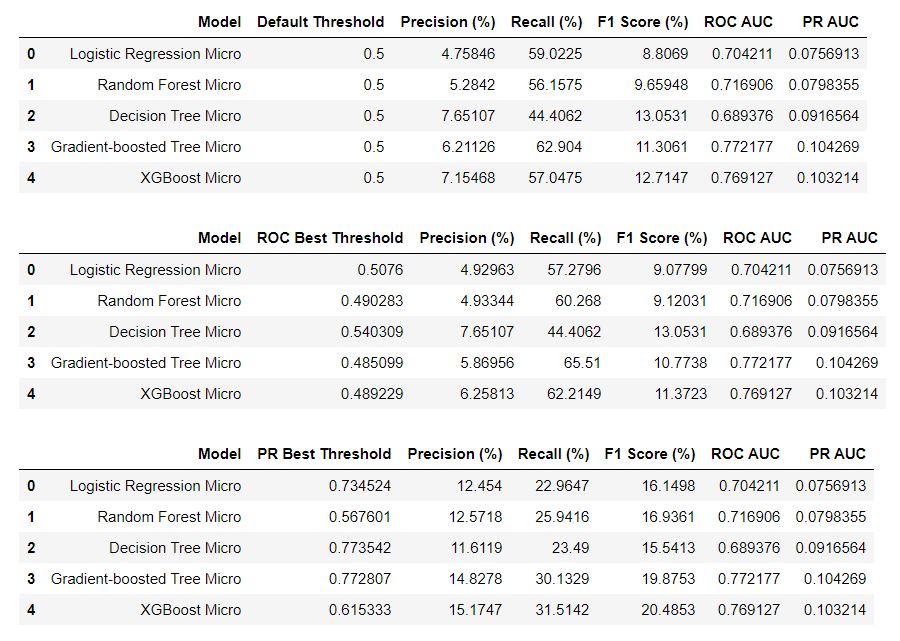 Model Default Threshold Precision (%) Recall (%) F1 Score (%) ROC AUC PR AUC
0 Logistic Regression Micro 0.5 4.75846 59.0225 8.8069 0.704211 0.0756913
1 Random Forest Micro 0.5 5.2842 56.1575 9.65948 0.716906 0.0798355
2 Decision Tree Micro 0.5 7.65107 44.4062 13.0531 0.689376 0.0916564
3 Gradient-boosted Tree Micro 0.5 6.21126 62.904 11.3061 0.772177 0.104269
4 XGBoost Micro 0.5 7.15468 57.0475 12.7147 0.769127 0.103214
Model ROC Best Threshold Precision (%) Recall (%) F1 Score (%) ROC AUC PR AUC
0 Logistic Regression Micro 0.5076 4.92963 57.2796 9.07799 0.704211 0.0756913
1 Random Forest Micro 0.490283 4.93344 60.268 9.12031 0.716906 0.0798355
2 Decision Tree Micro 0.540309 7.65107 44.4062 13.0531 0.689376 0.0916564
3 Gradient-boosted Tree Micro 0.485099 5.86956 65.51 10.7738 0.772177 0.104269
4 XGBoost Micro 0.489229 6.25813 62.2149 11.3723 0.769127 0.103214
Model PR Best Threshold Precision (%) Recall (%) F1 Score (%) ROC AUC PR AUC
0 Logistic Regression Micro 0.734524 12.454 22.9647 16.1498 0.704211 0.0756913
1 Random Forest Micro 0.567601 12.5718 25.9416 16.9361 0.716906 0.0798355
2 Decision Tree Micro 0.773542 11.6119 23.49 15.5413 0.689376 0.0916564
3 Gradient-boosted Tree Micro 0.772807 14.8278 30.1329 19.8753 0.772177 0.104269
4 XGBoost Micro 0.615333 15.1747 31.5142 20.4853 0.769127 0.103214